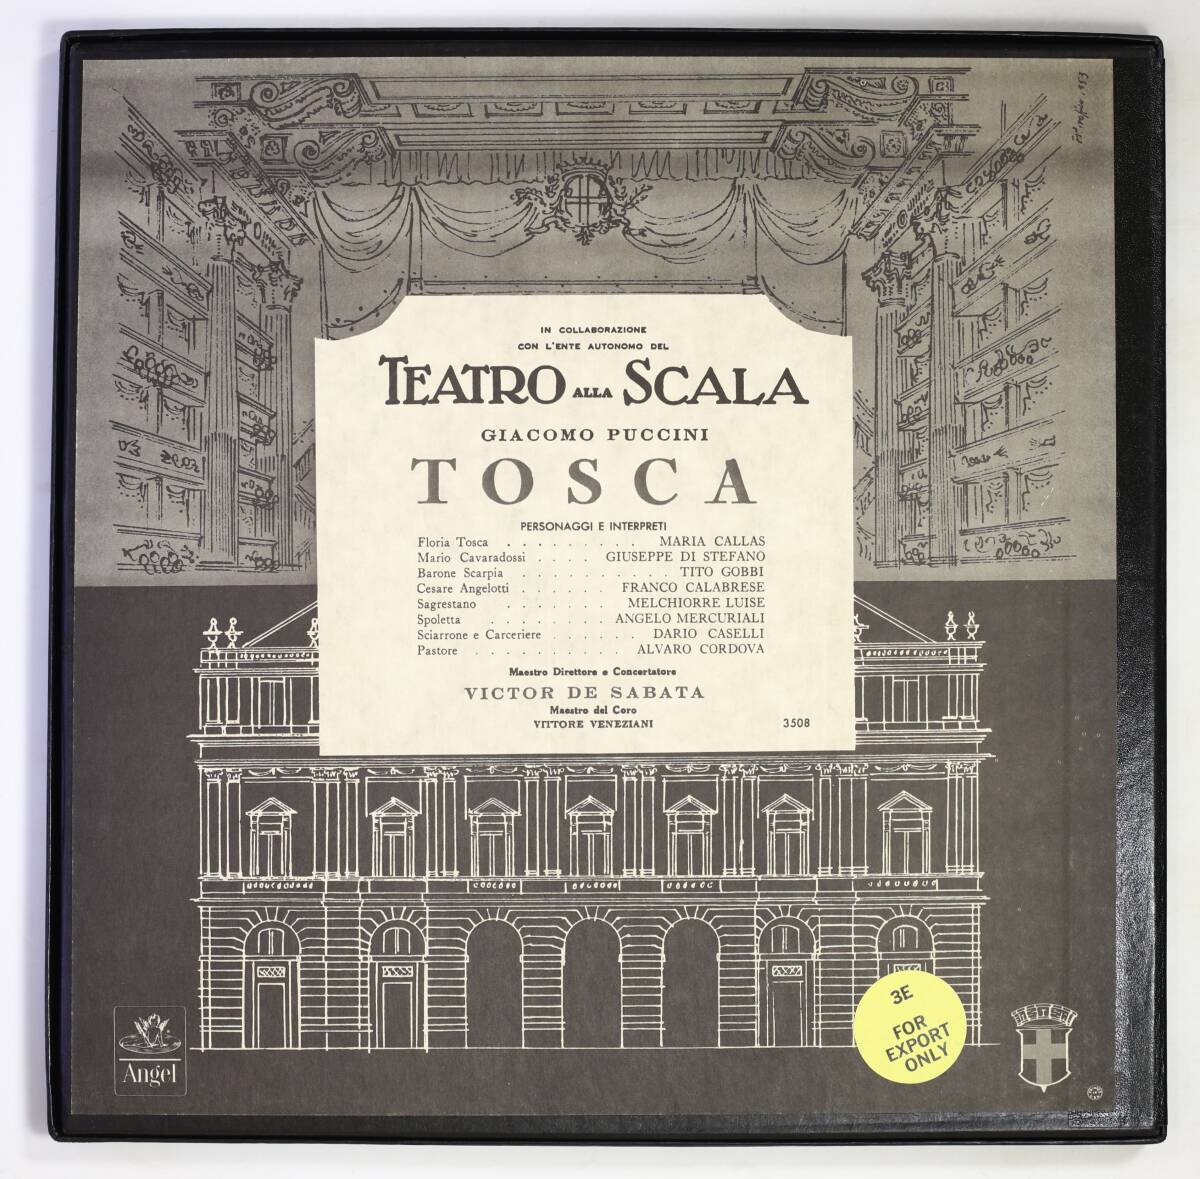 IN COLLABORAZIONE
CON L'ENTE AUTONOMO DEL
TEATRO ALLA SCALA
GIACOMO PUCCINI
TOSCA
PERSONAGGI E INTERPRETI
Floria Tosca . . . . . . . . . MARIA CALLAS
Mario Cavaradossi . . . . GIUSEPPE DI STEFANO
Barone Scarpia . . . . . . . . . . TITO GOBBI
Cesare Angelotti . . . . . . FRANCO CALABRESE
Sagrestano . . . . . . . MELCHIORRE LUISE
Spoletta . . . . . . . . ANGELO MERCURIALI
Sciarrone e Carceriere . . . . . . DARIO CASELLI
Pastore . . . . . . . . . . ALVARO CORDOVA
Maestro Direttore e Concertatore
VICTOR DE SABATA
Maestro del Coro
VITTORE VENEZIANI
3508
Angel
3E
FOR
EXPORT
ONLY